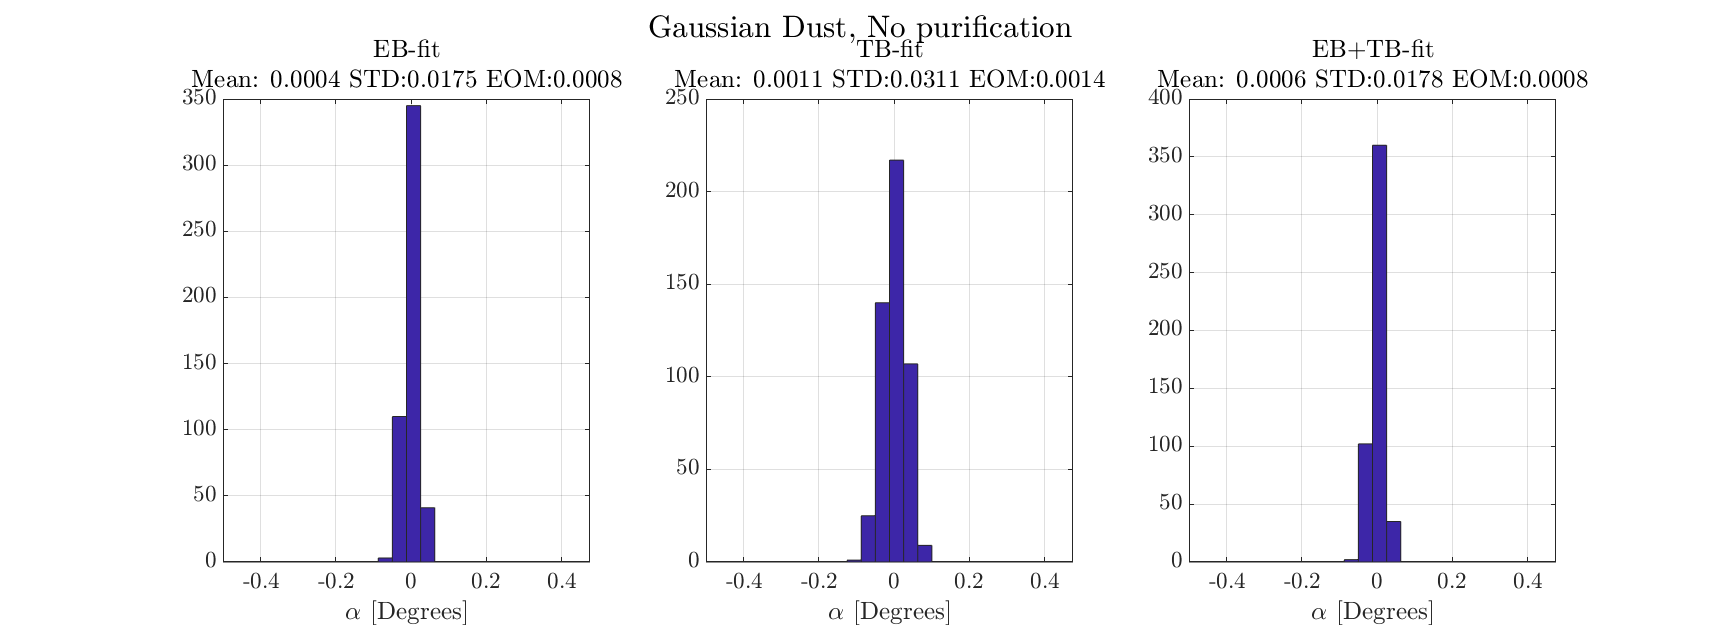 Gaussian Dust, No purification
EB-fit
Mean: 0.0004 STD:0.0175 EOM:0.0008
350
300
250
200
150
100
50
0
-0.4 -0.2 0 0.2 0.4
α [Degrees]
TB-fit
Mean: 0.0011 STD:0.0311 EOM:0.0014
250
200
150
100
50
0
-0.4 -0.2 0 0.2 0.4
α [Degrees]
EB+TB-fit
Mean: 0.0006 STD:0.0178 EOM:0.0008
400
350
300
250
200
150
100
50
0
-0.4 -0.2 0 0.2 0.4
α [Degrees]